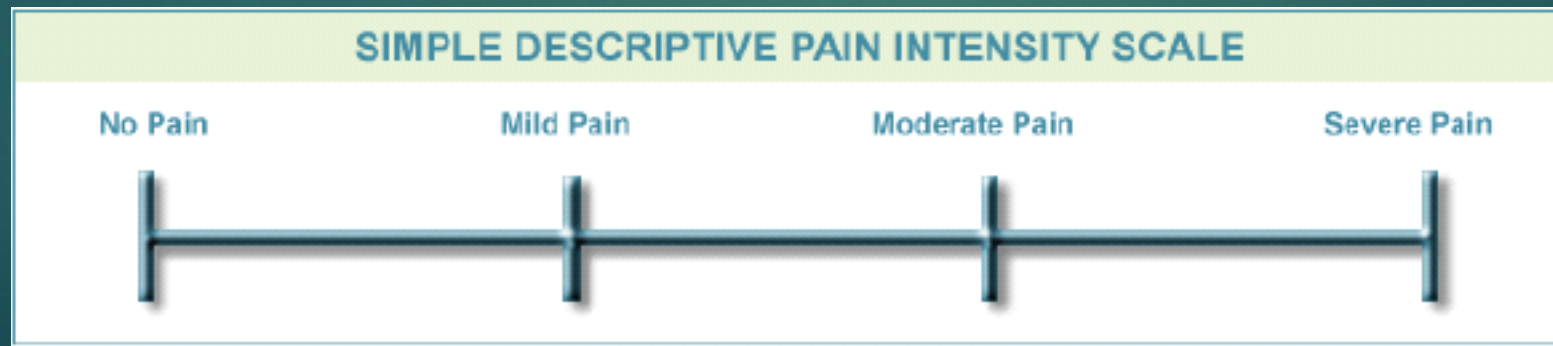 SIMPLE DESCRIPTIVE PAIN INTENSITY SCALE
No Pain Mild Pain Moderate Pain Severe Pain